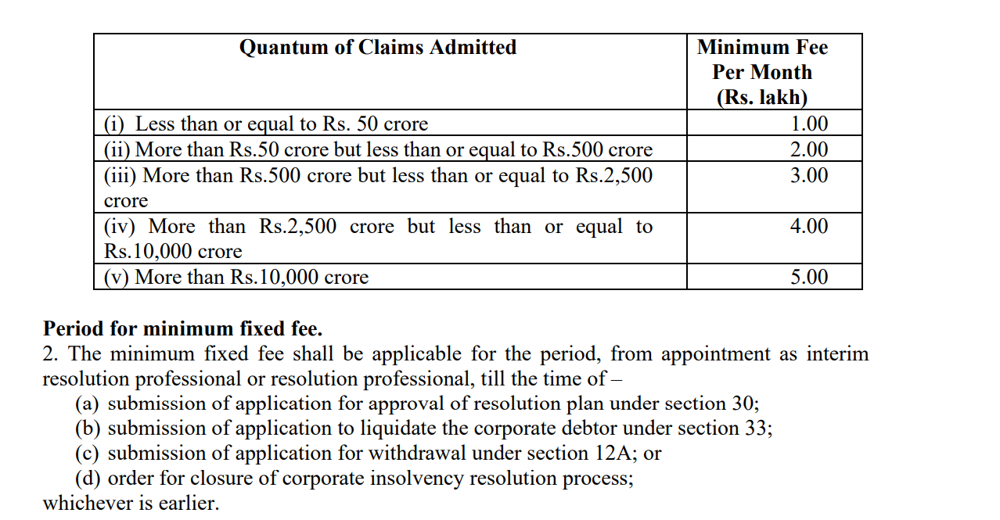 Quantum of Claims Admitted
Minimum Fee
Per Month
(Rs. lakh)
(i) Less than or equal to Rs. 50 crore
1.00
(ii) More than Rs.50 crore but less than or equal to Rs.500 crore
2.00
(iii) More than Rs.500 crore but less than or equal to Rs.2,500
crore
3.00
(iv) More than Rs.2,500 crore but less than or equal to
Rs.10,000 crore
4.00
(v) More than Rs.10,000 crore
5.00
Period for minimum fixed fee.
2. The minimum fixed fee shall be applicable for the period, from appointment as interim
resolution professional or resolution professional, till the time of –
(a) submission of application for approval of resolution plan under section 30;
(b) submission of application to liquidate the corporate debtor under section 33;
(c) submission of application for withdrawal under section 12A; or
(d) order for closure of corporate insolvency resolution process;
whichever is earlier.